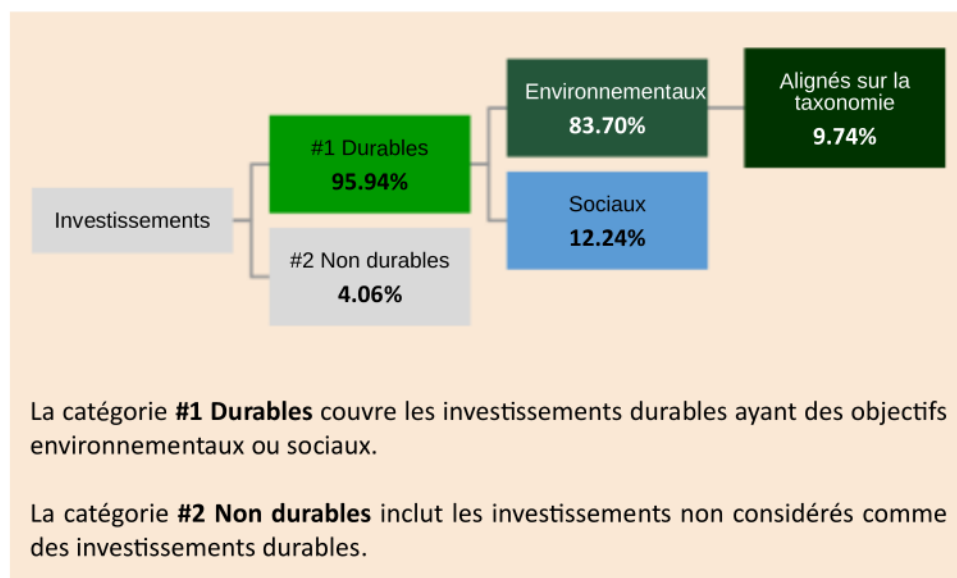 Investissements
#1 Durables
95.94%
#2 Non durables
4.06%
Environnementaux
83.70%
Sociaux
12.24%
Alignés sur la
taxonomie
9.74%
La catégorie #1 Durables couvre les investissements durables ayant des objectifs
environnementaux ou sociaux.
La catégorie #2 Non durables inclut les investissements non considérés comme
des investissements durables.